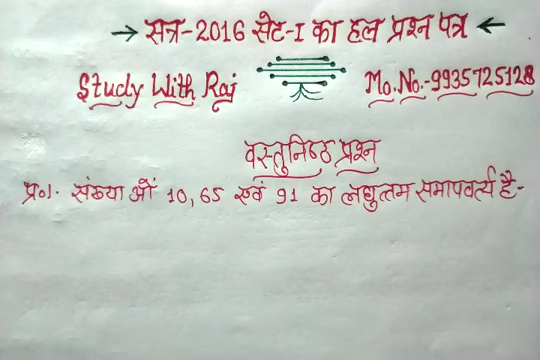 → सत्र-2016 सेट-I का हल प्रश्न पत्र ←
Study With Raj Mo.No.-9935725128
वस्तुनिष्ठ प्रश्न
प्र०1. संख्या ओं 10, 65 एवं 91 का लघुत्तम समापवर्त्य है-